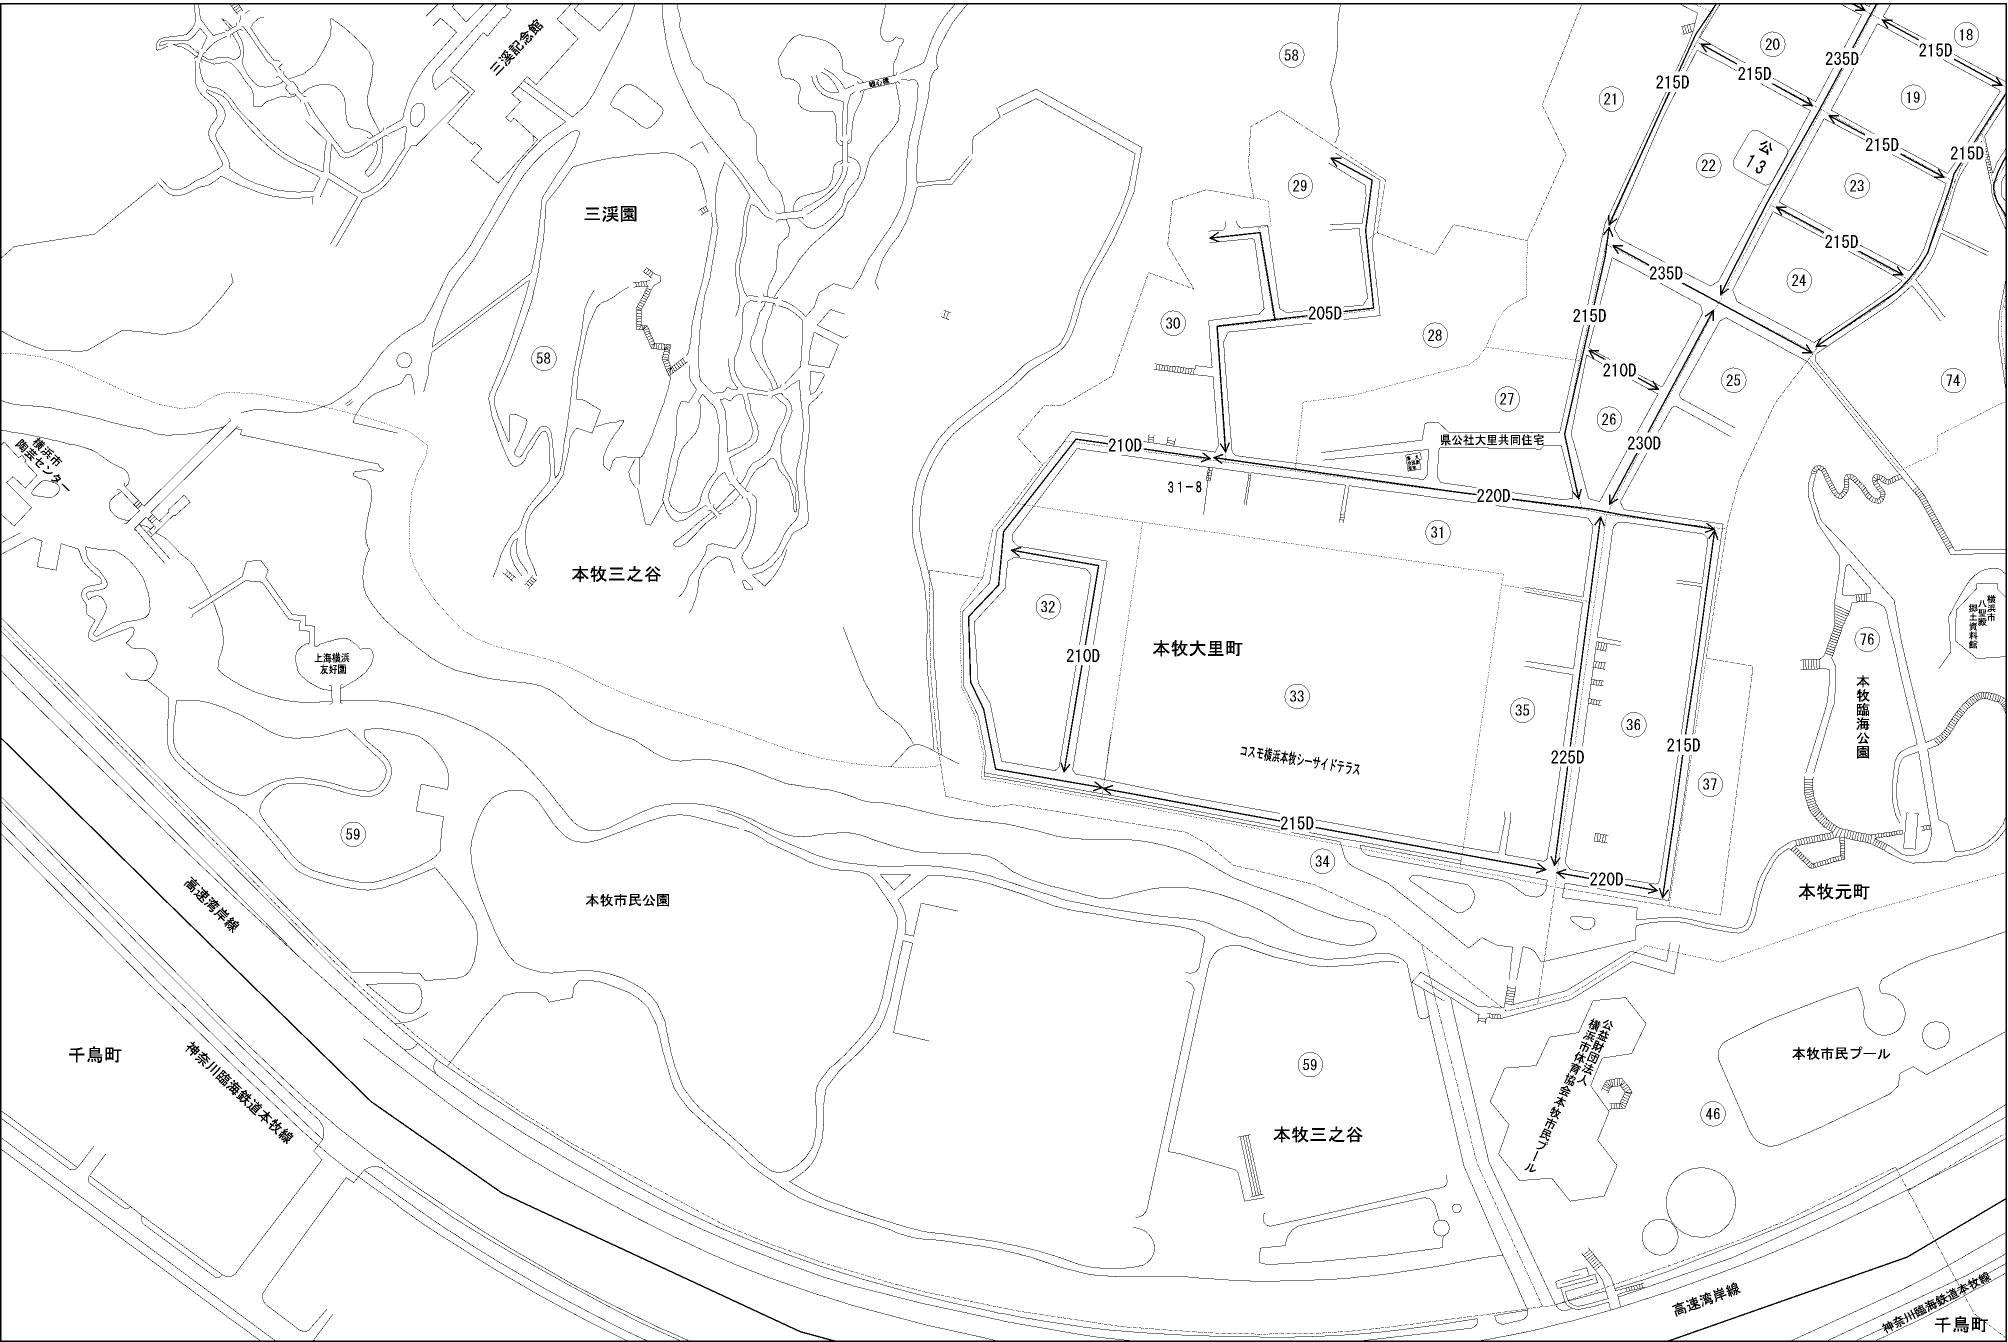 三溪記念館
観心橋
58
20
235D
18
215D
21
215D
215D
19
公
13
215D
215D
22
23
29
三溪園
215D
24
235D
205D
30
215D
28
58
210D
25
74
27
26
県公社大里共同住宅
230D
210D
横浜市
陶芸センター
31-8
220D
31
本牧三之谷
32
横浜市
八聖殿
郷土資料館
76
上海横浜
友好園
210D
本牧大里町
33
35
36
本牧臨海公園
コスモ横浜本牧シーサイドテラス
225D
215D
37
59
215D
34
220D
高速湾岸線
本牧市民公園
本牧元町
千鳥町
神奈川臨海鉄道本牧線
公益財団法人
横浜市体育協会本牧市民プール
本牧市民プール
59
46
本牧三之谷
高速湾岸線
神奈川臨海鉄道本牧線
千鳥町